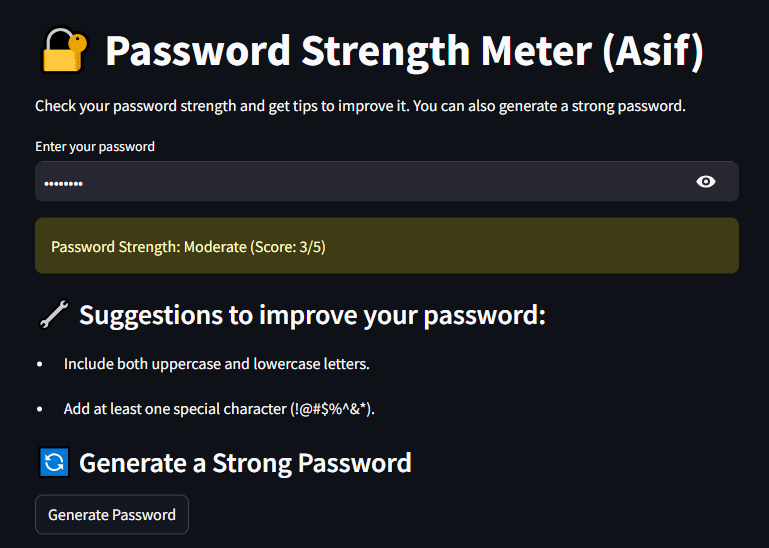 Password Strength Meter (Asif)
Check your password strength and get tips to improve it. You can also generate a strong password.
Enter your password
••••••••
Password Strength: Moderate (Score: 3/5)
Suggestions to improve your password:
• Include both uppercase and lowercase letters.
• Add at least one special character (!@#$%^&*).
Generate a Strong Password
Generate Password